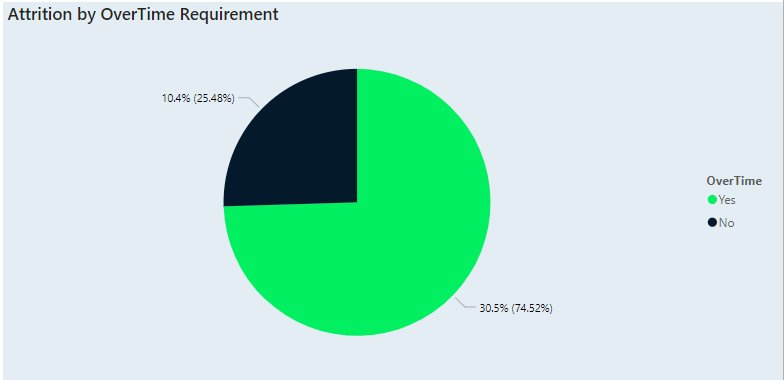 Attrition by OverTime Requirement
10.4% (25.48%)
OverTime
Yes
No
30.5% (74.52%)